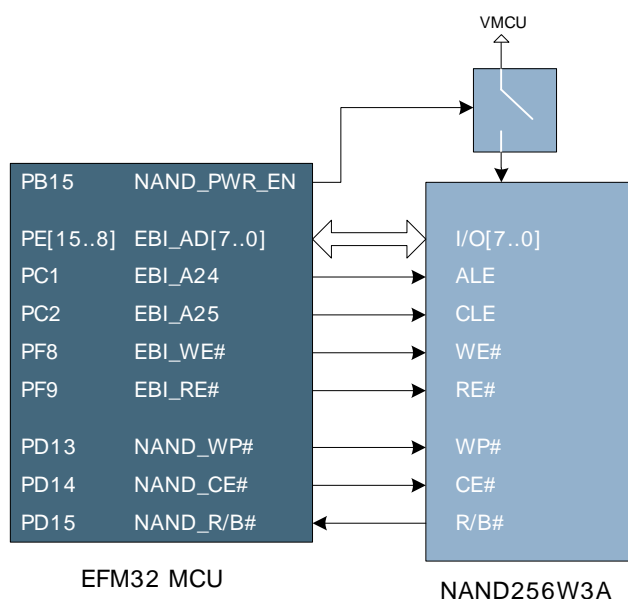 VMCU
PB15 NAND_PWR_EN
PE[15..8] EBI_AD[7..0] I/O[7..0]
PC1 EBI_A24 ALE
PC2 EBI_A25 CLE
PF8 EBI_WE# WE#
PF9 EBI_RE# RE#
PD13 NAND_WP# WP#
PD14 NAND_CE# CE#
PD15 NAND_R/B# R/B#
EFM32 MCU
NAND256W3A